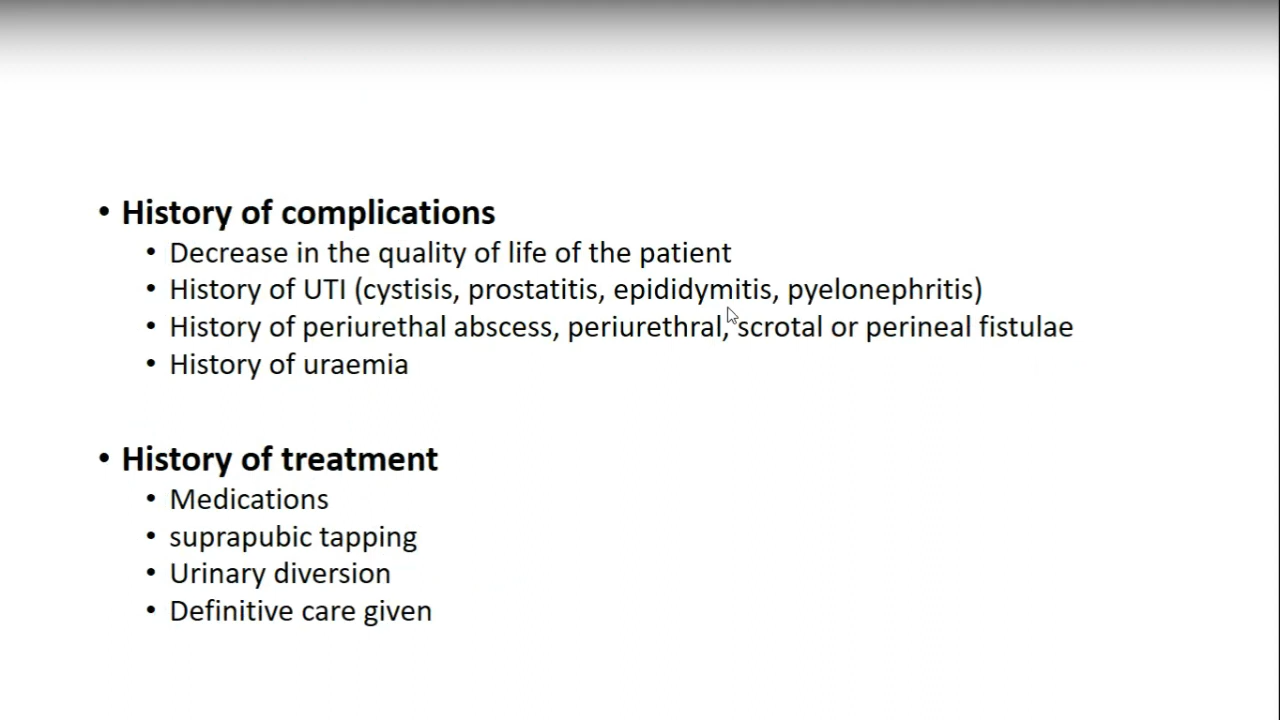 • History of complications
• Decrease in the quality of life of the patient
• History of UTI (cystisis, prostatitis, epididymitis, pyelonephritis)
• History of periurethal abscess, periurethral, scrotal or perineal fistulae
• History of uraemia
• History of treatment
• Medications
• suprapubic tapping
• Urinary diversion
• Definitive care given